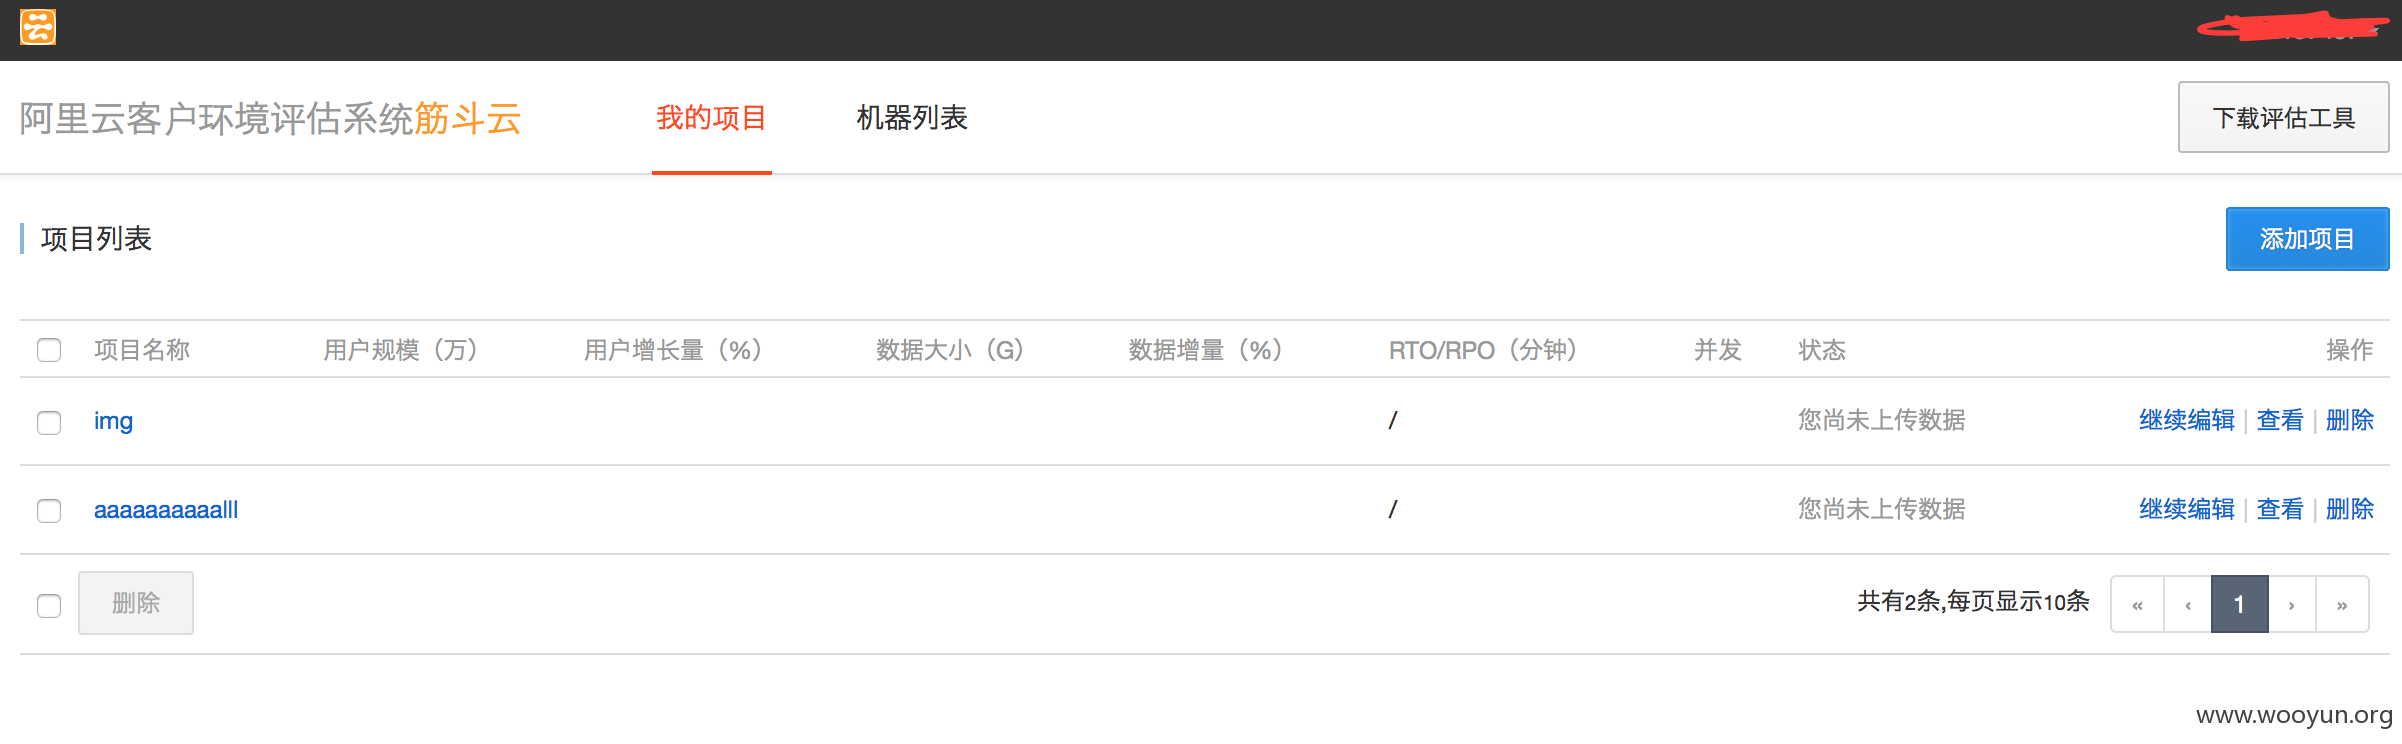 阿里云客户环境评估系统筋斗云 我的项目 机器列表 下载评估工具
项目列表 添加项目
项目名称 用户规模（万） 用户增长量（%） 数据大小（G） 数据增量（%） RTO/RPO（分钟） 并发 状态 操作
img / 您尚未上传数据 继续编辑 | 查看 | 删除
aaaaaaaaaalll / 您尚未上传数据 继续编辑 | 查看 | 删除
删除 共有2条,每页显示10条 « ‹ 1 › »
www.wooyun.org